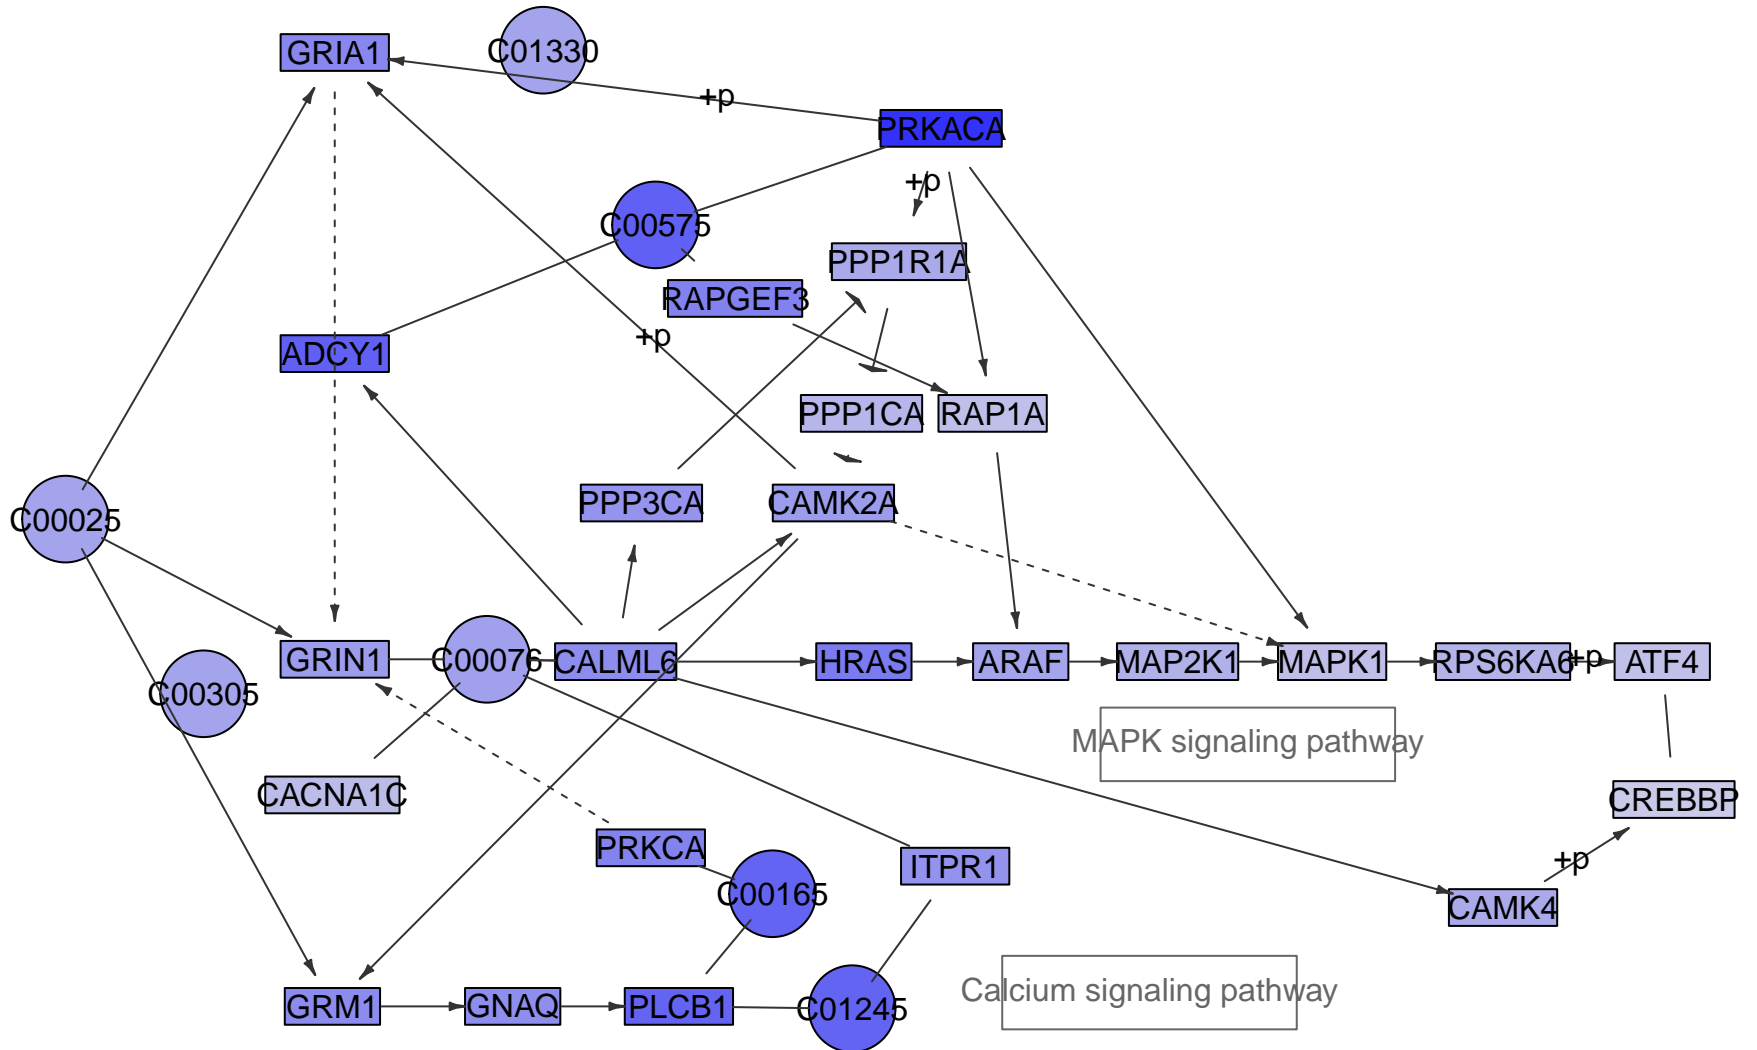 GRIA1
C01330
+p
PRKACA
+p
C00575
PPP1R1A
RAPGEF3
+p
ADCY1
PPP1CA
RAP1A
PPP3CA
CAMK2A
C00025
GRIN1
C00076
CALML6
HRAS
ARAF
MAP2K1
MAPK1
RPS6KA6
+p
ATF4
C00305
MAPK signaling pathway
CACNA1C
CREBBP
PRKCA
ITPR1
+p
C00165
CAMK4
Calcium signaling pathway
GRM1
GNAQ
PLCB1
C01245